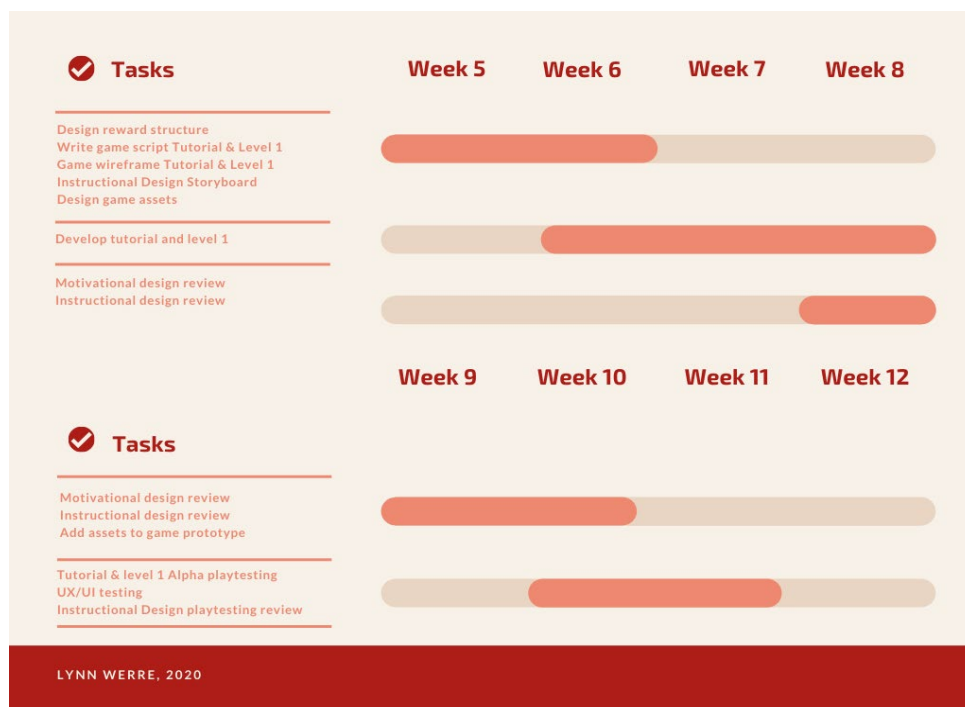 Tasks
Week 5 Week 6 Week 7 Week 8
Design reward structure
Write game script Tutorial & Level 1
Game wireframe Tutorial & Level 1
Instructional Design Storyboard
Design game assets
Develop tutorial and level 1
Motivational design review
Instructional design review
Week 9 Week 10 Week 11 Week 12
Tasks
Motivational design review
Instructional design review
Add assets to game prototype
Tutorial & level 1 Alpha playtesting
UX/UI testing
Instructional Design playtesting review
LYNN WERRE, 2020